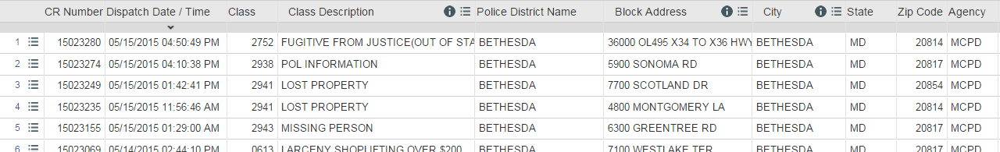 CR Number Dispatch Date / Time Class Class Description Police District Name Block Address City State Zip Code Agency
1 15023280 05/15/2015 04:50:49 PM 2752 FUGITIVE FROM JUSTICE(OUT OF STA BETHESDA 36000 OL495 X34 TO X36 HWY BETHESDA MD 20814 MCPD
2 15023274 05/15/2015 04:10:38 PM 2938 POL INFORMATION BETHESDA 5900 SONOMA RD BETHESDA MD 20817 MCPD
3 15023249 05/15/2015 01:42:41 PM 2941 LOST PROPERTY BETHESDA 7700 SCOTLAND DR BETHESDA MD 20854 MCPD
4 15023235 05/15/2015 11:56:46 AM 2941 LOST PROPERTY BETHESDA 4800 MONTGOMERY LA BETHESDA MD 20814 MCPD
5 15023155 05/15/2015 01:29:00 AM 2943 MISSING PERSON BETHESDA 6300 GREENTREE RD BETHESDA MD 20817 MCPD
6 15023069 05/14/2015 02:44:10 PM 0613 LARCENY SHOPLIFTING OVER $200 BETHESDA 7100 WESTLAKE TER BETHESDA MD 20817 MCPD